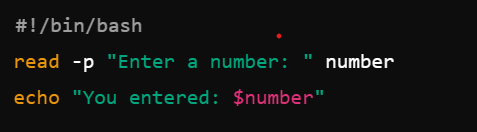 #!/bin/bash
read -p "Enter a number: " number
echo "You entered: $number"